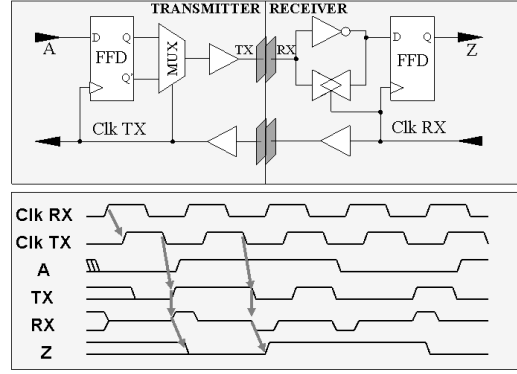 TRANSMITTER RECEIVER
A
D Q
FFD
Q'
MUX
TX
RX
D Q
FFD
Z
Clk TX
Clk RX
Clk RX
Clk TX
A
TX
RX
Z